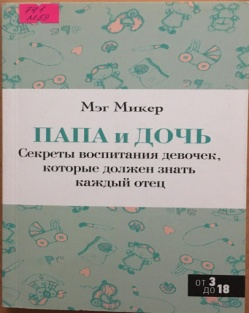 Мэг Микер
ПАПА и ДОЧЬ
Секреты воспитания девочек,
которые должен знать
каждый отец
от 3
до 18